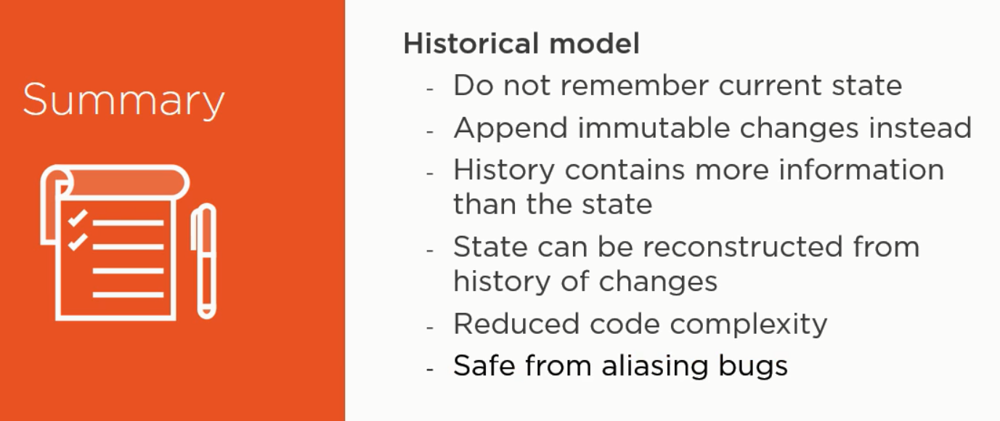 Summary
Historical model
- Do not remember current state
- Append immutable changes instead
- History contains more information
than the state
- State can be reconstructed from
history of changes
- Reduced code complexity
- Safe from aliasing bugs